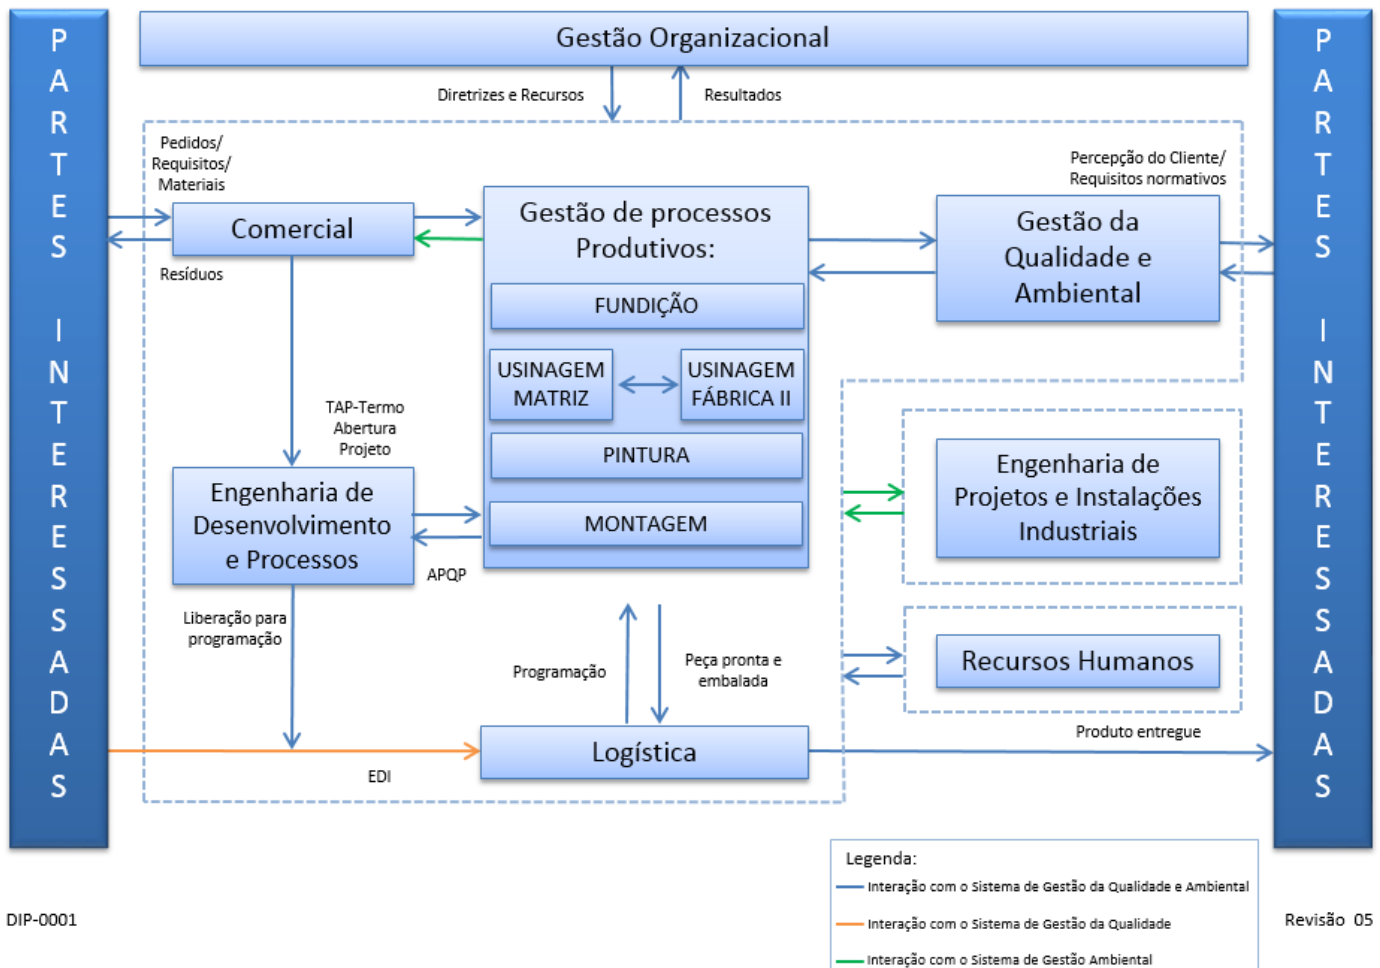 PARTES INTERESSADAS
Gestão Organizacional
PARTES INTERESSADAS
Diretrizes e Recursos
Resultados
Pedidos/
Requisitos/
Materiais
Percepção do Cliente/
Requisitos normativos
Comercial
Resíduos
Gestão de processos
Produtivos:
FUNDIÇÃO
USINAGEM
MATRIZ
USINAGEM
FÁBRICA II
PINTURA
MONTAGEM
Gestão da
Qualidade e
Ambiental
TAP-Termo
Abertura
Projeto
Engenharia de
Desenvolvimento
e Processos
APQP
Engenharia de
Projetos e Instalações
Industriais
Liberação para
programação
Programação
Peça pronta e
embalada
Recursos Humanos
Logística
Produto entregue
EDI
Legenda:
Interação com o Sistema de Gestão da Qualidade e Ambiental
Interação com o Sistema de Gestão da Qualidade
Interação com o Sistema de Gestão Ambiental
DIP-0001
Revisão 05